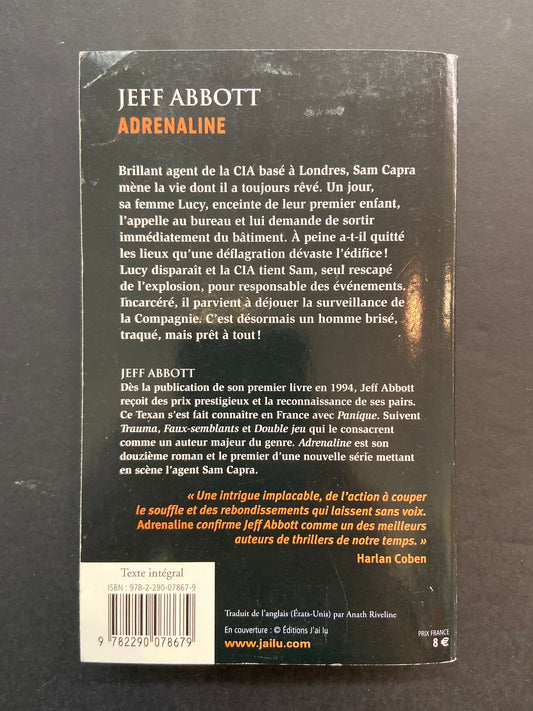 JEFF ABBOTT
ADRENALINE
Brillant agent de la CIA basé à Londres, Sam Capra
mène la vie dont il a toujours rêvé. Un jour,
sa femme Lucy, enceinte de leur premier enfant,
l'appelle au bureau et lui demande de sortir
immédiatement du bâtiment. À peine a-t-il quitté
les lieux qu'une déflagration dévaste l'édifice !
Lucy disparaît et la CIA tient Sam, seul rescapé
de l'explosion, pour responsable des événements.
Incarcéré, il parvient à déjouer la surveillance de
la Compagnie. C'est désormais un homme brisé,
traqué, mais prêt à tout !
JEFF ABBOTT
Dès la publication de son premier livre en 1994, Jeff Abbott
reçoit des prix prestigieux et la reconnaissance de ses pairs.
Ce Texan s'est fait connaître en France avec Panique. Suivent
Trauma, Faux-semblants et Double jeu qui le consacrent
comme un auteur majeur du genre. Adrenaline est son
douzième roman et le premier d'une nouvelle série mettant
en scène l'agent Sam Capra.
« Une intrigue implacable, de l'action à couper
le souffle et des rebondissements qui laissent sans voix.
Adrenaline confirme Jeff Abbott comme un des meilleurs
auteurs de thrillers de notre temps. »
Harlan Coben
Texte intégral
ISBN : 978-2-290-07867-9
9 782290 078679
Traduit de l'anglais (États-Unis) par Anath Riveline
En couverture : © Éditions J'ai lu
www.jailu.com
PRIX FRANCE
8 €